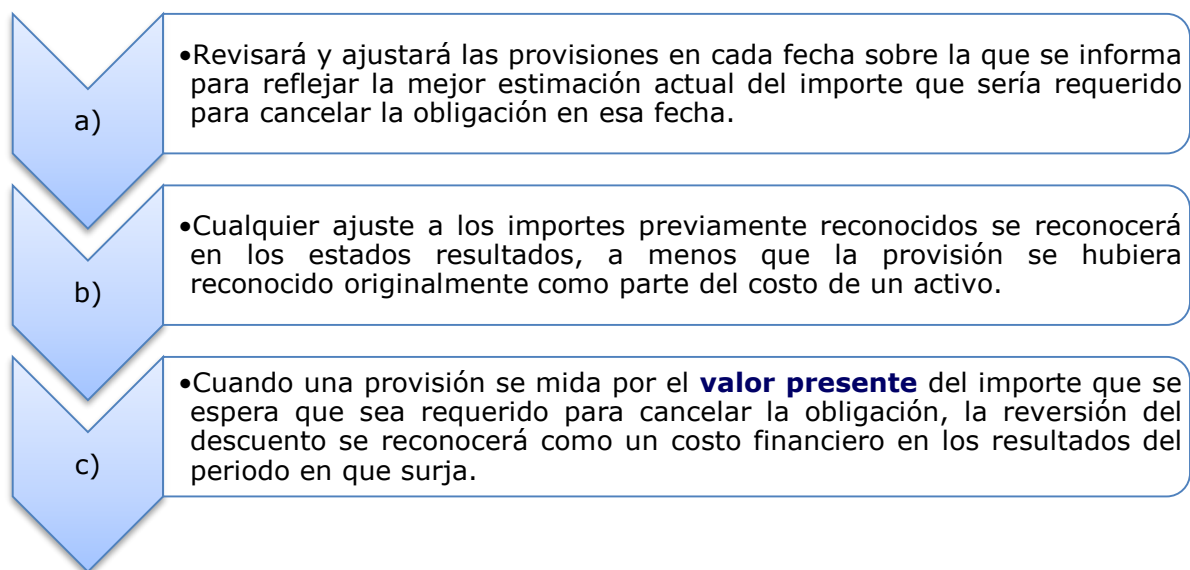 a)
•Revisará y ajustará las provisiones en cada fecha sobre la que se informa
para reflejar la mejor estimación actual del importe que sería requerido
para cancelar la obligación en esa fecha.
b)
•Cualquier ajuste a los importes previamente reconocidos se reconocerá
en los estados resultados, a menos que la provisión se hubiera
reconocido originalmente como parte del costo de un activo.
c)
•Cuando una provisión se mida por el valor presente del importe que se
espera que sea requerido para cancelar la obligación, la reversión del
descuento se reconocerá como un costo financiero en los resultados del
periodo en que surja.